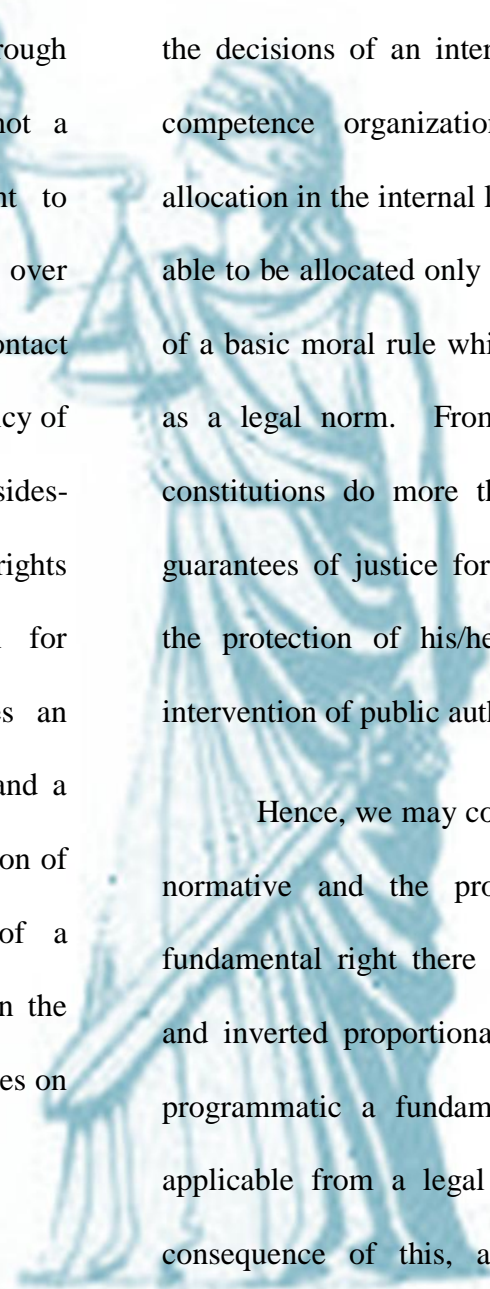 rough
not a
nt to
over
ontact
cy of
sides-
rights
for
s an
and a
on of
of a
n the
es on
the decisions of an inter
competence organization
allocation in the internal l
able to be allocated only
of a basic moral rule whi
as a legal norm. From
constitutions do more th
guarantees of justice for
the protection of his/he
intervention of public auth
Hence, we may co
normative and the pro
fundamental right there
and inverted proportiona
programmatic a fundam
applicable from a legal
consequence of this, a